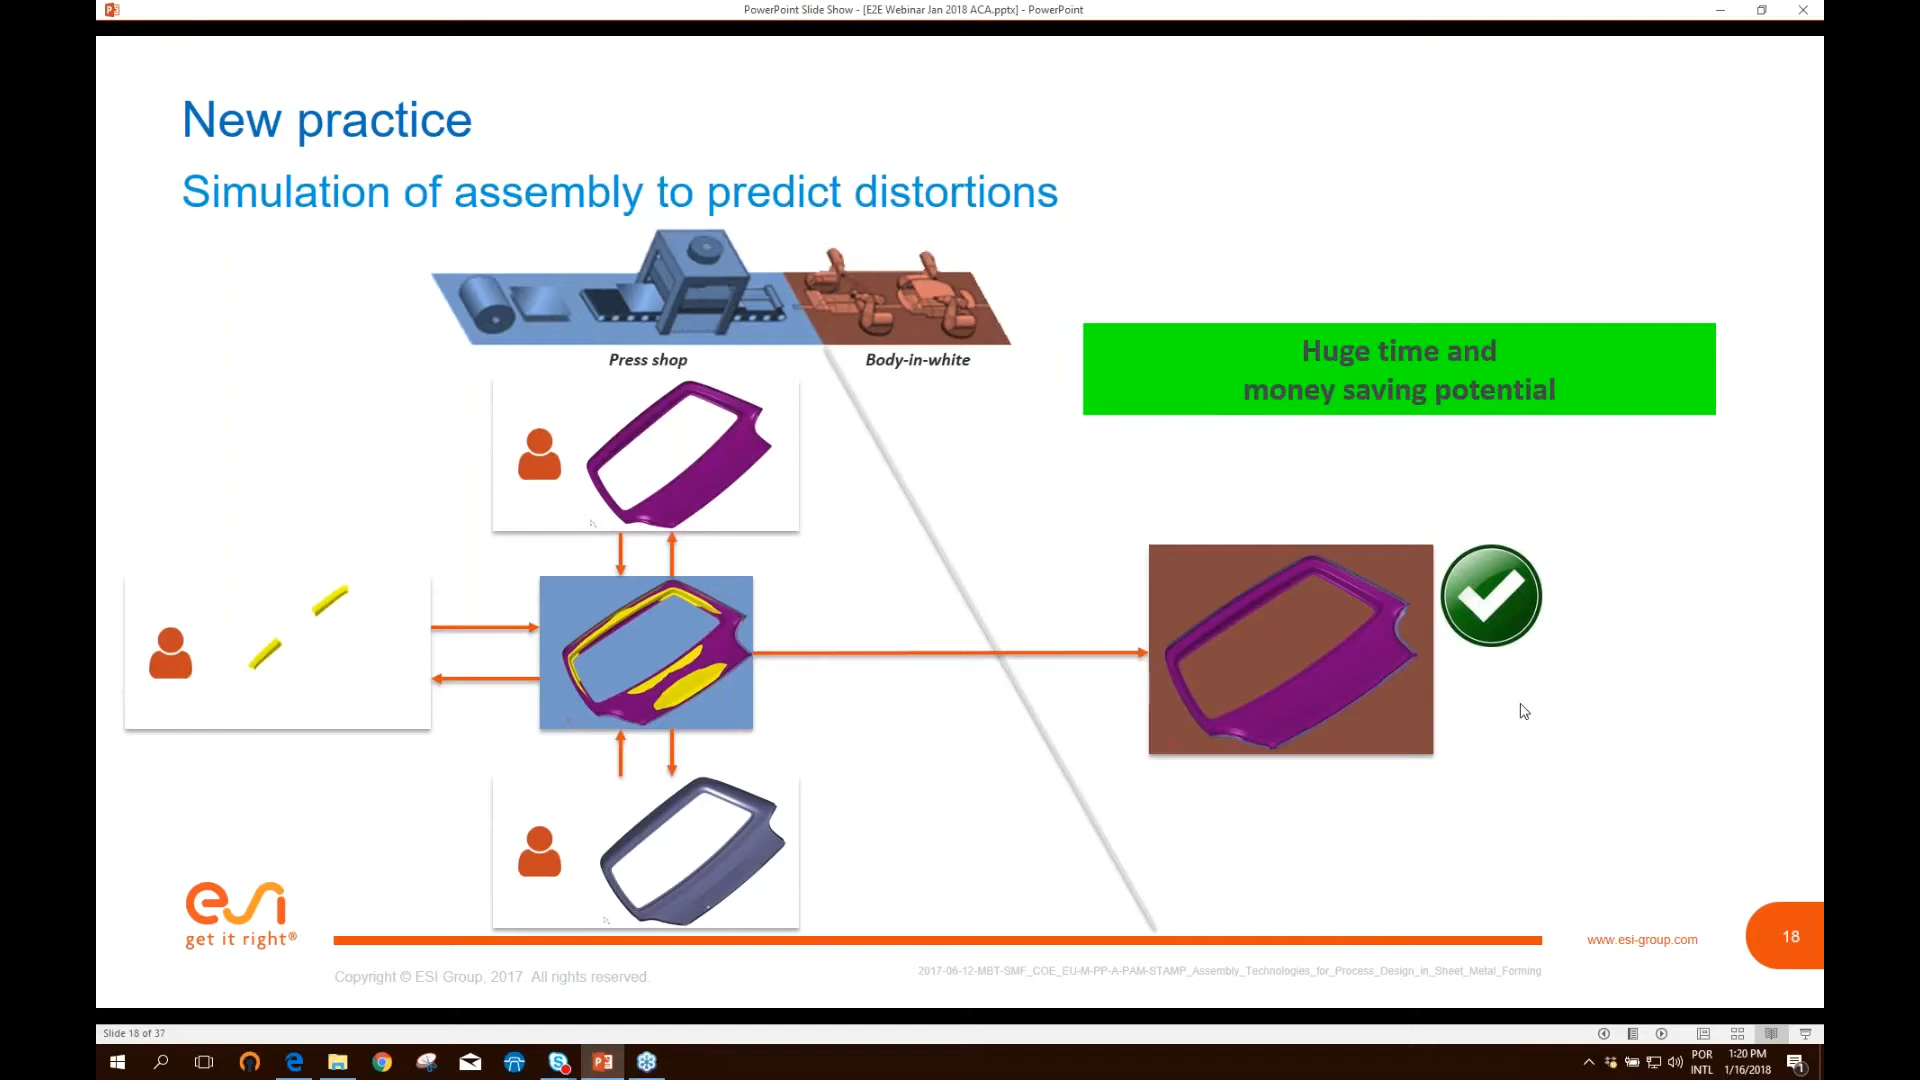 PowerPoint Slide Show - [E2E Webinar Jan 2018 ACA.pptx] - PowerPoint
New practice
Simulation of assembly to predict distortions
Press shop
Body-in-white
Huge time and
money saving potential
esi
get it right®
www.esi-group.com
18
Copyright © ESI Group, 2017. All rights reserved.
2017-06-12-MBT-SMF_COE_EU-M-PP-A-PAM-STAMP_Assembly_Technologies_for_Process_Design_in_Sheet_Metal_Forming
Slide 18 of 37
POR
INTL
1:20 PM
1/16/2018
1